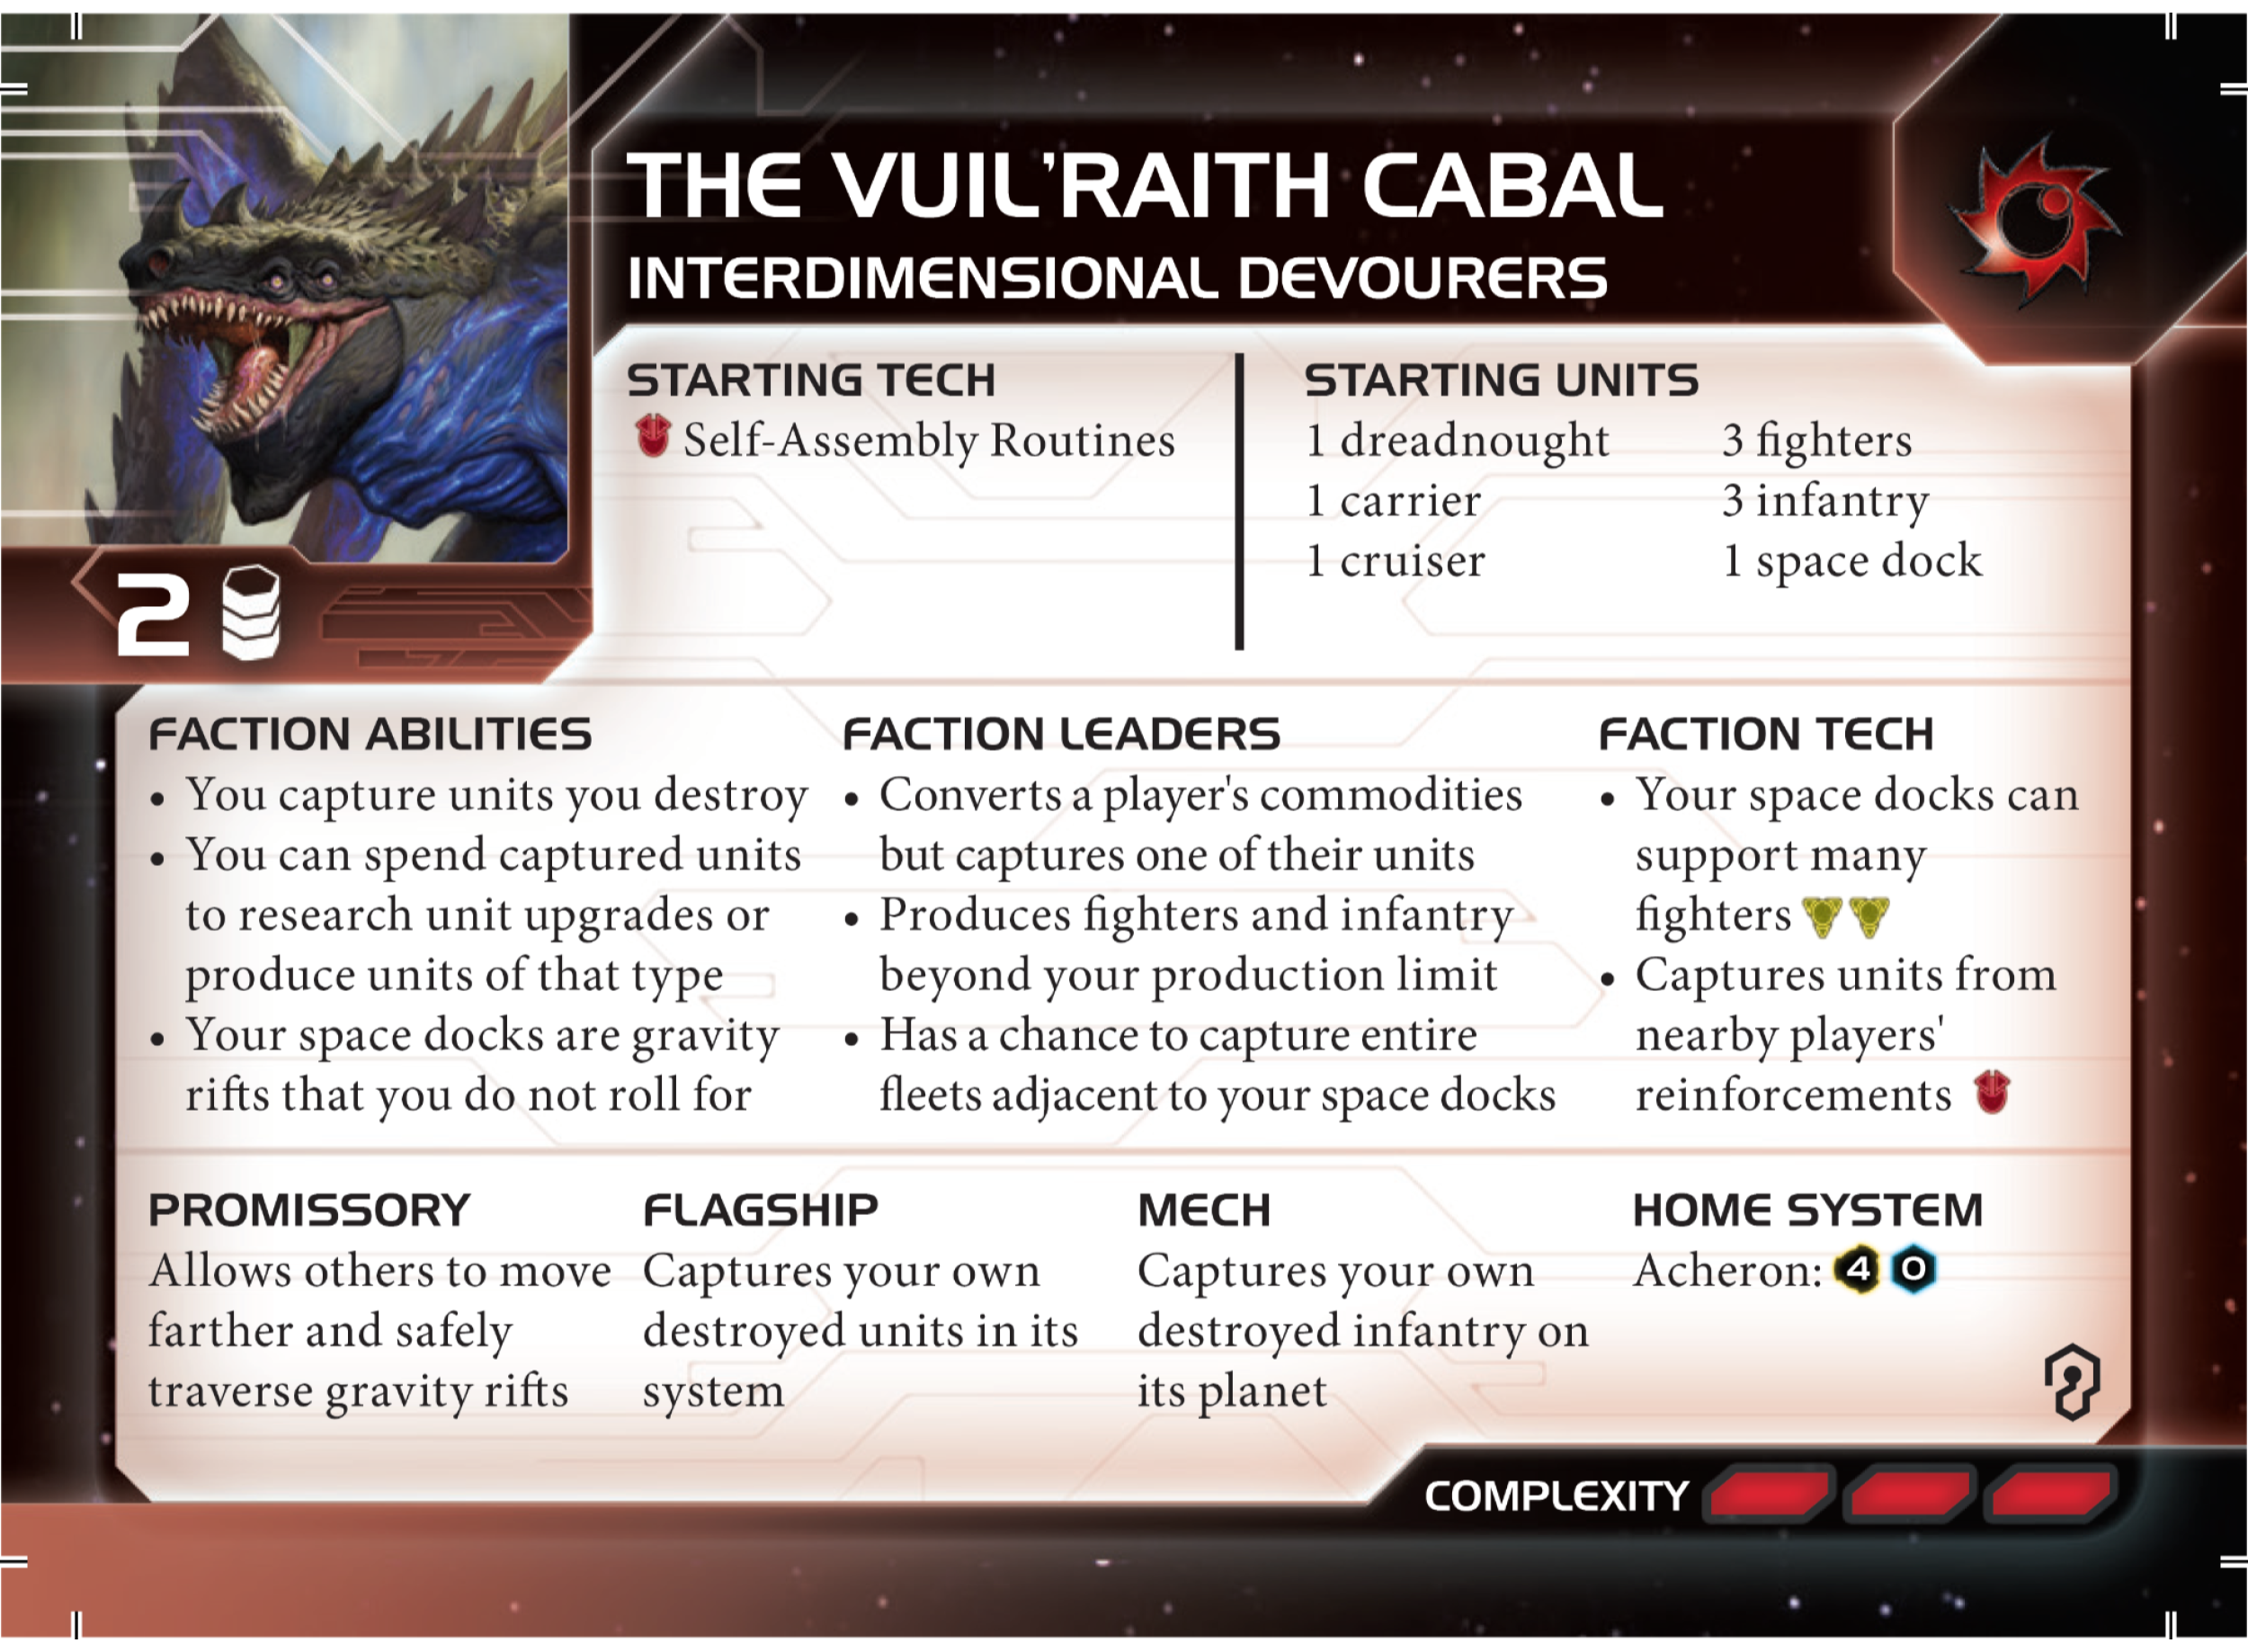 THE VUIL'RAITH CABAL
INTERDIMENSIONAL DEVOURERS
STARTING TECH
Self-Assembly Routines
STARTING UNITS
1 dreadnought
1 carrier
1 cruiser
3 fighters
3 infantry
1 space dock
2
FACTION ABILITIES
• You capture units you destroy
• You can spend captured units
to research unit upgrades or
produce units of that type
• Your space docks are gravity
rifts that you do not roll for
FACTION LEADERS
• Converts a player's commodities
but captures one of their units
• Produces fighters and infantry
beyond your production limit
• Has a chance to capture entire
fleets adjacent to your space docks
FACTION TECH
• Your space docks can
support many
fighters
• Captures units from
nearby players'
reinforcements
PROMISSORY
Allows others to move
farther and safely
traverse gravity rifts
FLAGSHIP
Captures your own
destroyed units in its
system
MECH
Captures your own
destroyed infantry on
its planet
HOME SYSTEM
Acheron: 4 0
COMPLEXITY